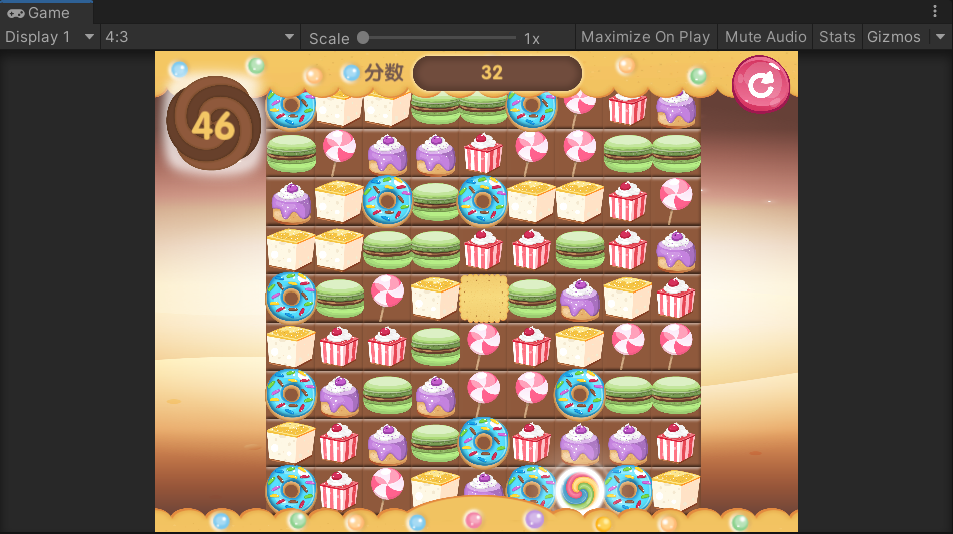 Game
Display 1 4:3 Scale 1x Maximize On Play Mute Audio Stats Gizmos
分数 32
46